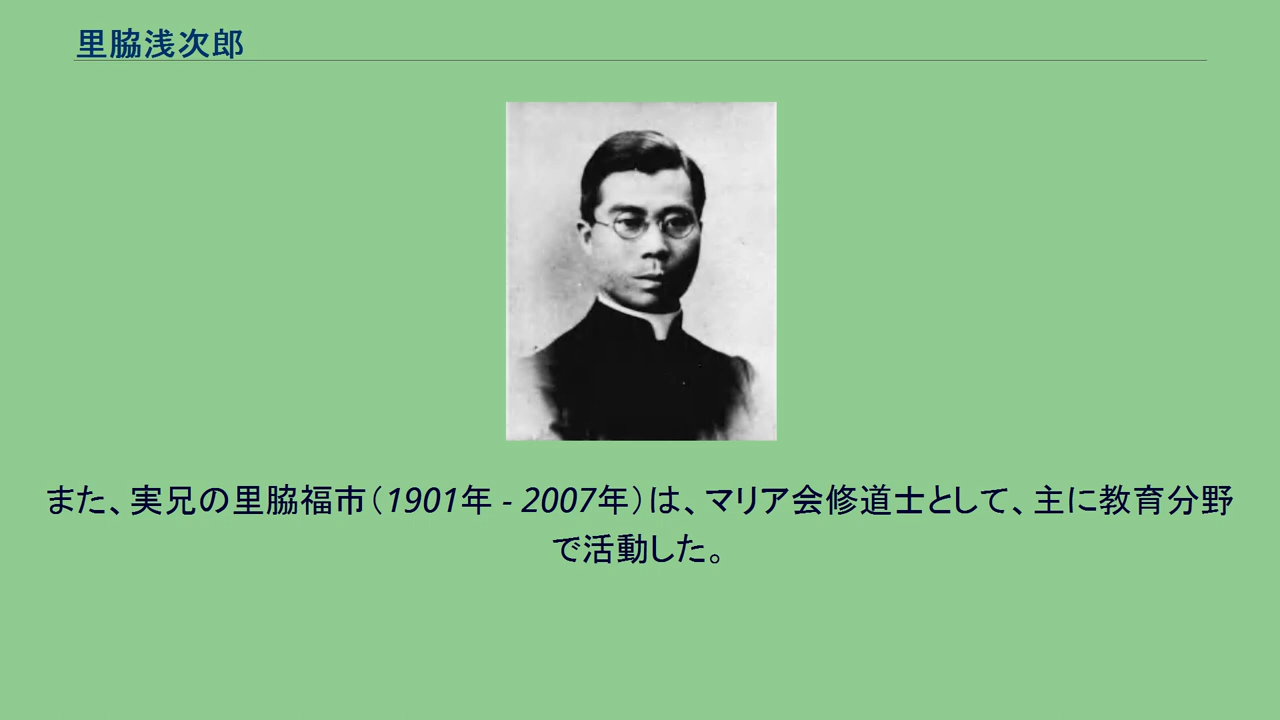 里脇浅次郎
また、実兄の里脇福市（1901年 - 2007年）は、マリア会修道士として、主に教育分野
で活動した。